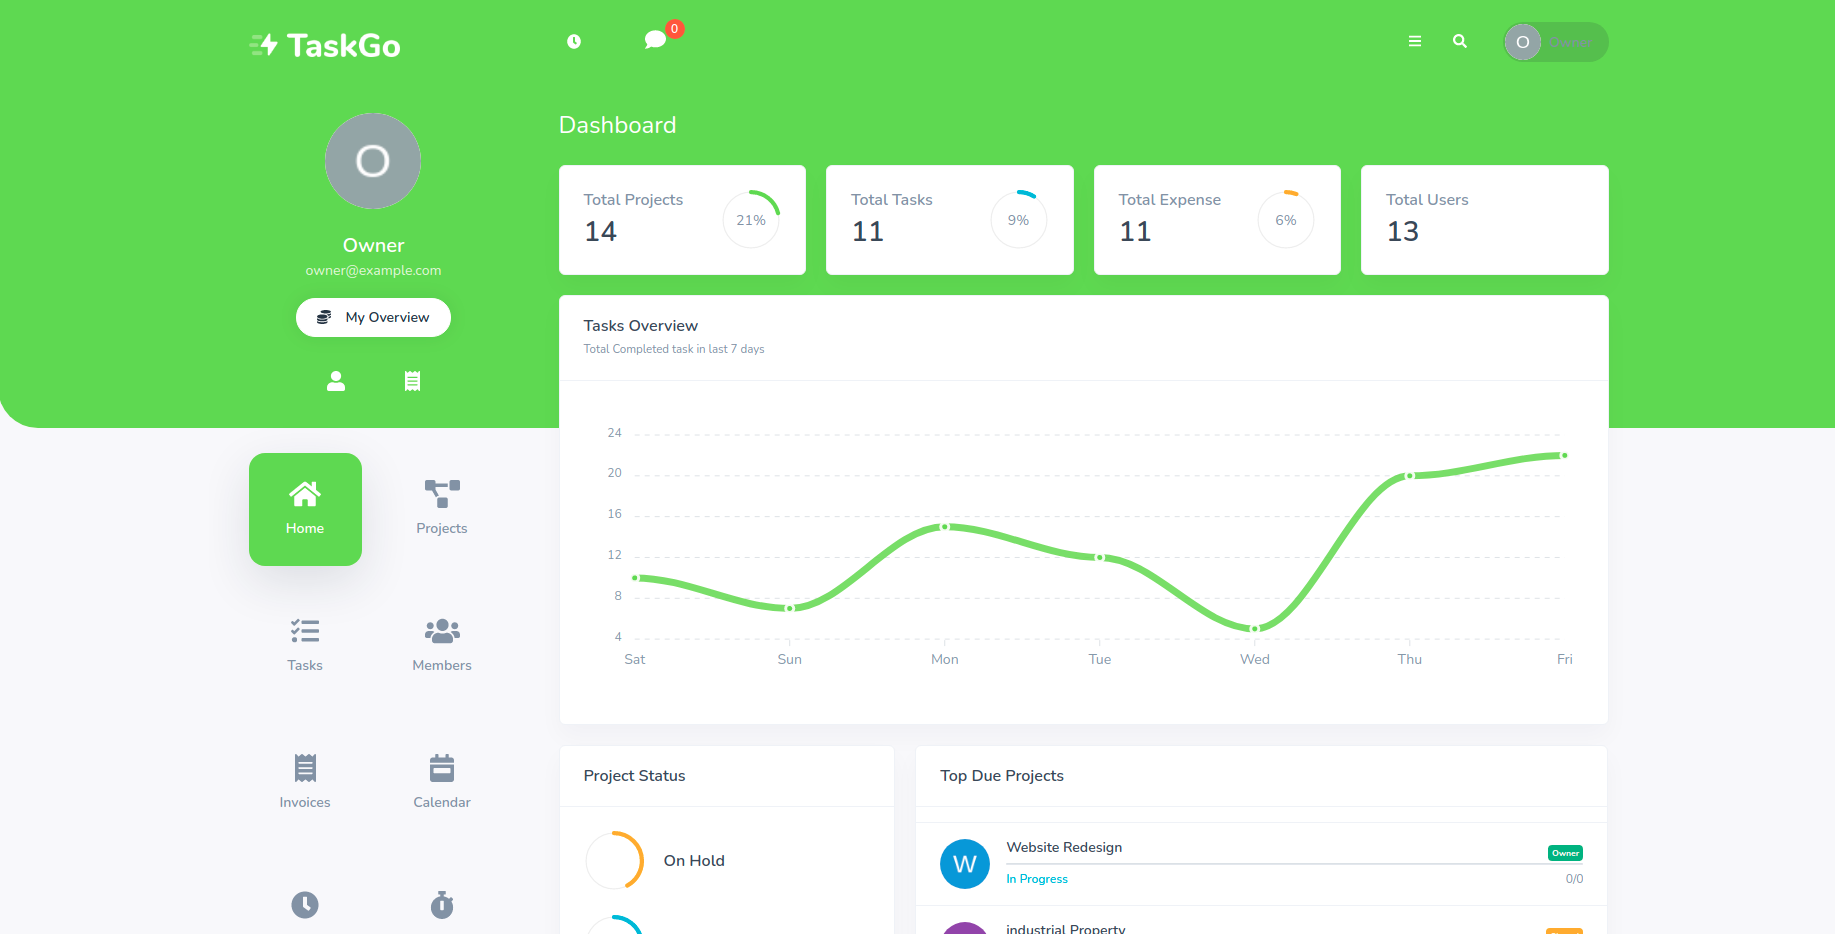 TaskGo
0
O
Owner
O
Owner
owner@example.com
My Overview
Home
Projects
Tasks
Members
Invoices
Calendar
Dashboard
Total Projects
14
21%
Total Tasks
11
9%
Total Expense
11
6%
Total Users
13
Tasks Overview
Total Completed task in last 7 days
24
20
16
12
8
4
Sat Sun Mon Tue Wed Thu Fri
Project Status
On Hold
Top Due Projects
W
Website Redesign
Owner
In Progress
0/0
industrial Property